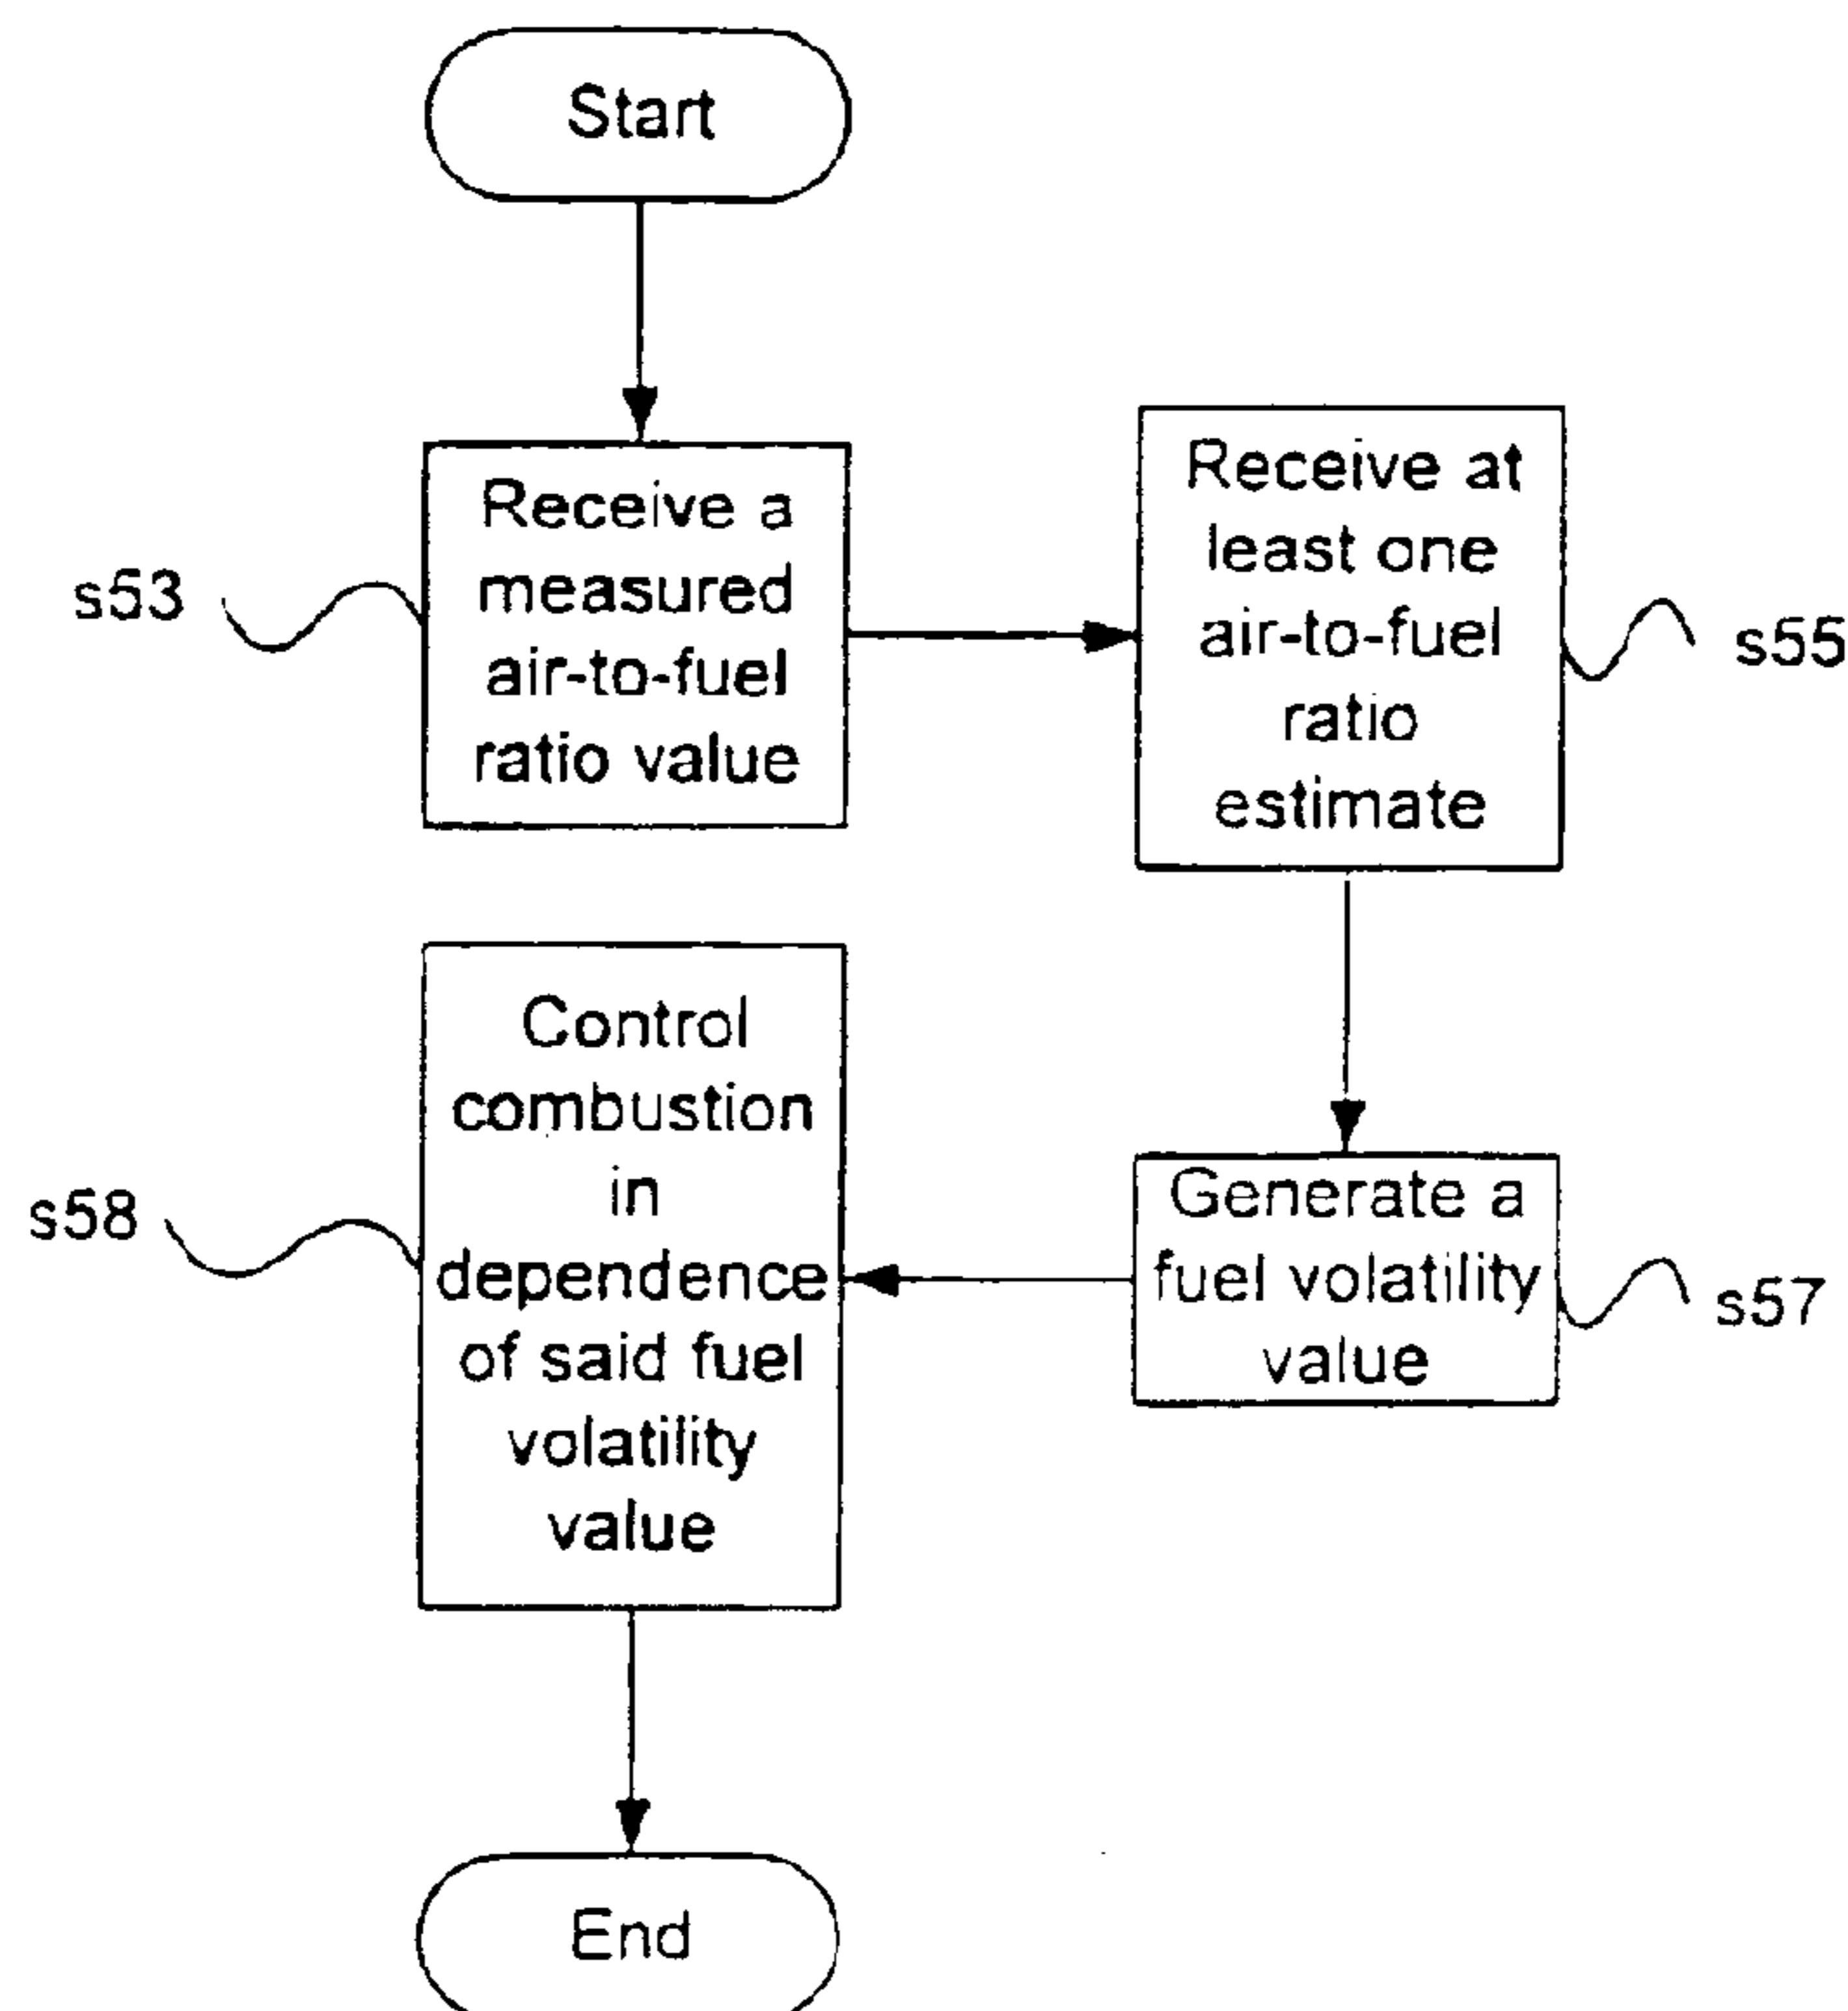 Start
Receive a
measured
air-to-fuel
ratio value
s53
Receive at
least one
air-to-fuel
ratio
estimate
s55
Generate a
fuel volatility
value
s57
Control
combustion
in
dependence
of said fuel
volatility
value
s58
End